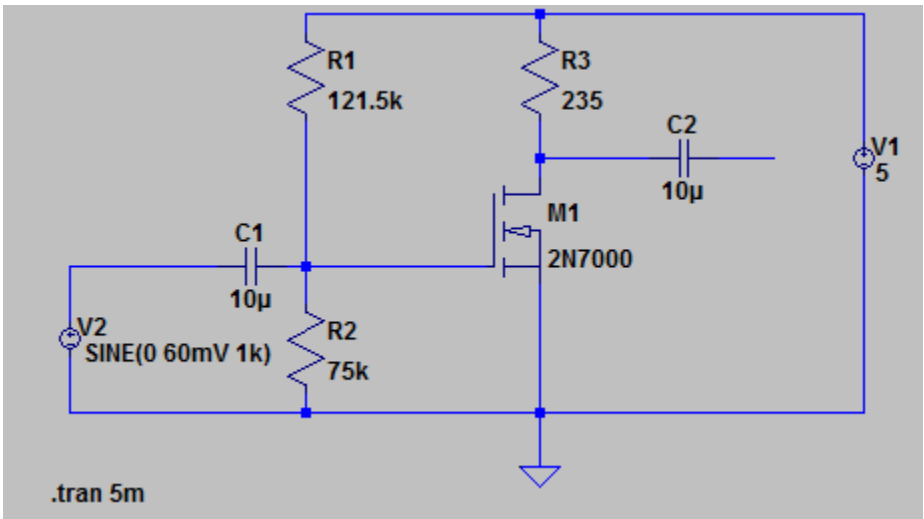 R1
121.5k
R3
235
C2
10µ
V1
5
M1
2N7000
C1
10µ
V2
SINE(0 60mV 1k)
R2
75k
.tran 5m